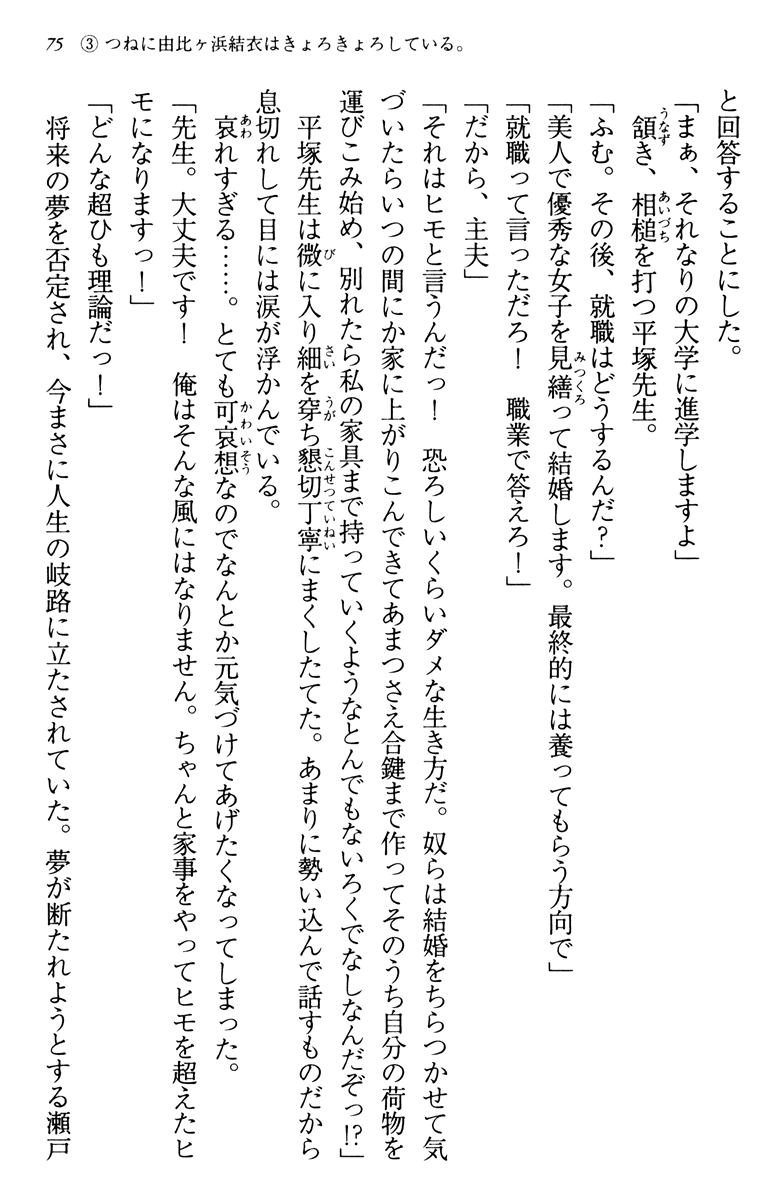 75　③ つねに由比ヶ浜結衣はきょろきょろしている。
と回答することにした。
「まぁ、それなりの大学に進学しますよ」
頷き、相槌を打つ平塚先生。
「ふむ。その後、就職はどうするんだ？」
「美人で優秀な女子を見繕って結婚します。最終的には養ってもらう方向で」
「就職って言っただろ！　職業で答えろ！」
「だから、主夫」
「それはヒモと言うんだっ！　恐ろしいくらいダメな生き方だ。奴らは結婚をちらつかせて気
づいたらいつの間にか家に上がりこんできてあまつさえ合鍵まで作ってそのうち自分の荷物を
運びこみ始め、別れたら私の家具まで持っていくようなとんでもないろくでなしなんだぞっ!?」
平塚先生は微に入り細を穿ち懇切丁寧にまくしたてた。あまりに勢い込んで話すものだから
息切れして目には涙が浮かんでいる。
哀れすぎる……。とても可哀想なのでなんとか元気づけてあげたくなってしまった。
「先生。大丈夫です！　俺はそんな風にはなりません。ちゃんと家事をやってヒモを超えたヒ
モになりますっ！」
「どんな超ひも理論だっ！」
将来の夢を否定され、今まさに人生の岐路に立たされていた。夢が断たれようとする瀬戸